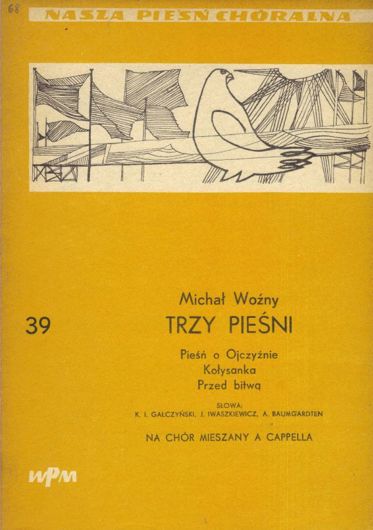 68
NASZA PIEŚŃ CHÓRALNA
Michał Woźny
39
TRZY PIEŚNI
Pieśń o Ojczyźnie
Kołysanka
Przed bitwą
SŁOWA:
K. I. GAŁCZYŃSKI, J. IWASZKIEWICZ, A. BAUMGARDTEN
NA CHÓR MIESZANY A CAPPELLA
WPM